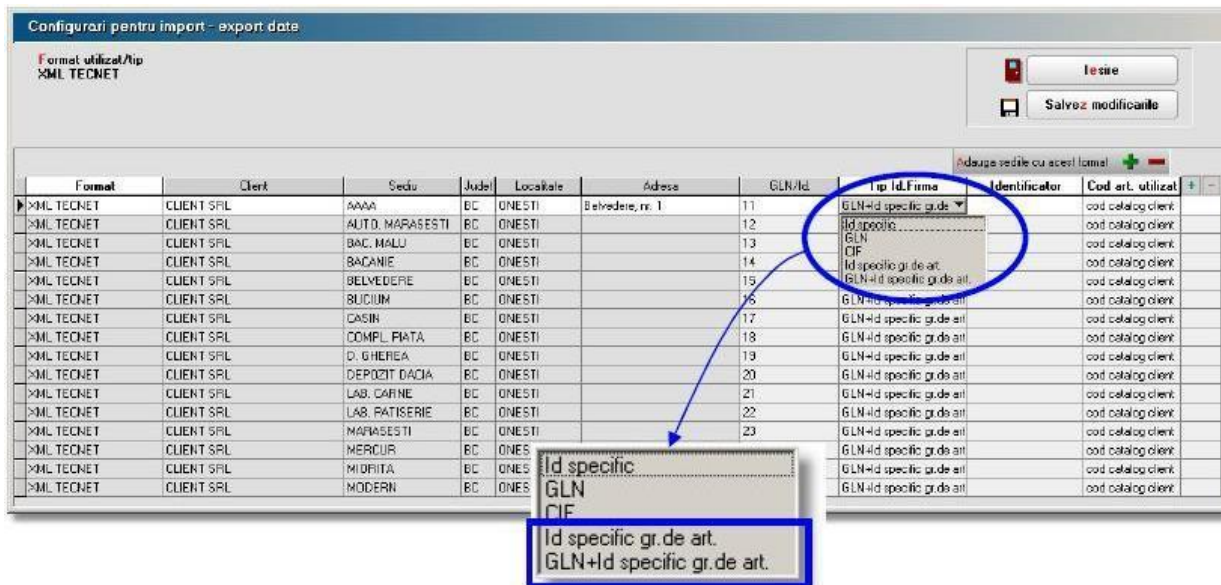 Configurari pentru import - export date
Format utilizat/tip
XML TECNET
Iesire
Salvez modificarile
Adauga sediile cu acest format
Format Client Sediu Judet Localitate Adresa GLN/Id Tip Id.Firma Identificator Cod art. utilizat + -
XML TECNET CLIENT SRL AAAA BC ONESTI Belvedere, nr. 1 11 GLN+Id specific gr.de cod catalog client
XML TECNET CLIENT SRL AUTO. MARASESTI BC ONESTI 12 Id specific cod catalog client
XML TECNET CLIENT SRL BAC. MALU BC ONESTI 13 GLN cod catalog client
CIF
XML TECNET CLIENT SRL BACANIE BC ONESTI 14 Id specific gr.de art. cod catalog client
XML TECNET CLIENT SRL BELVEDERE BC ONESTI 15 GLN+Id specific gr.de art. cod catalog client
XML TECNET CLIENT SRL BUCIUM BC ONESTI 16 GLN+Id specific gr.de art cod catalog client
XML TECNET CLIENT SRL CASIN BC ONESTI 17 GLN+Id specific gr.de art cod catalog client
XML TECNET CLIENT SRL COMPL. PIATA BC ONESTI 18 GLN+Id specific gr.de art cod catalog client
XML TECNET CLIENT SRL D. GHEREA BC ONESTI 19 GLN+Id specific gr.de art cod catalog client
XML TECNET CLIENT SRL DEPOZIT DACIA BC ONESTI 20 GLN+Id specific gr.de art cod catalog client
XML TECNET CLIENT SRL LAB. CARNE BC ONESTI 21 GLN+Id specific gr.de art cod catalog client
XML TECNET CLIENT SRL LAB. PATISERIE BC ONESTI 22 GLN+Id specific gr.de art cod catalog client
XML TECNET CLIENT SRL MARASESTI BC ONESTI 23 GLN+Id specific gr.de art cod catalog client
XML TECNET CLIENT SRL MERCUR BC ONES GLN+Id specific gr.de art cod catalog client
XML TECNET CLIENT SRL MIORITA BC ONES GLN+Id specific gr.de art cod catalog client
XML TECNET CLIENT SRL MODERN BC ONES GLN+Id specific gr.de art cod catalog client
Id specific
GLN
CIF
Id specific gr.de art.
GLN+Id specific gr.de art.